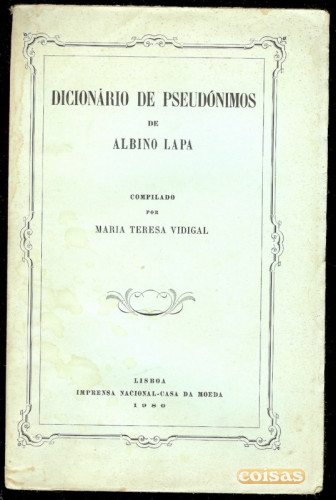 DICIONÁRIO DE PSEUDÓNIMOS
DE
ALBINO LAPA
COMPILADO
POR
MARIA TERESA VIDIGAL
LISBOA
IMPRENSA NACIONAL-CASA DA MOEDA
1980
coisas